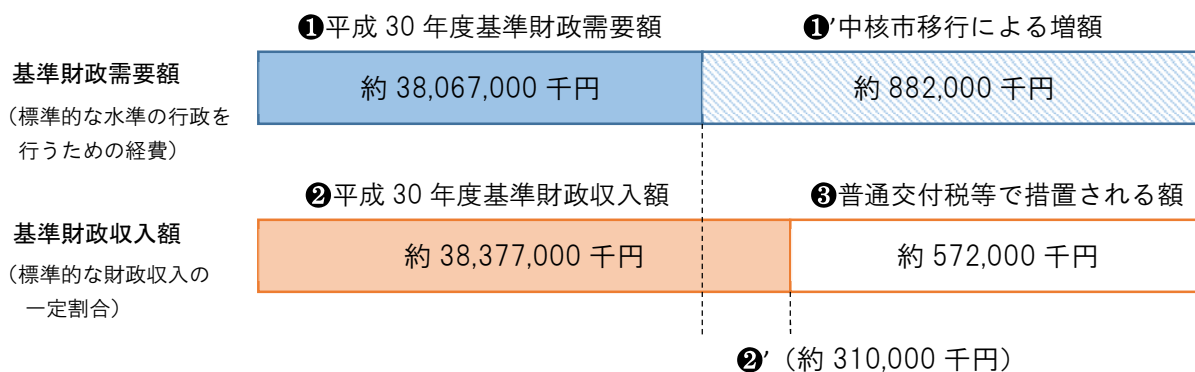 ❶平成 30 年度基準財政需要額
❶’中核市移行による増額
基準財政需要額
（標準的な水準の行政を
行うための経費）
約 38,067,000 千円
約 882,000 千円
❷平成 30 年度基準財政収入額
❸普通交付税等で措置される額
基準財政収入額
（標準的な財政収入の
一定割合）
約 38,377,000 千円
約 572,000 千円
❷’（約 310,000 千円）